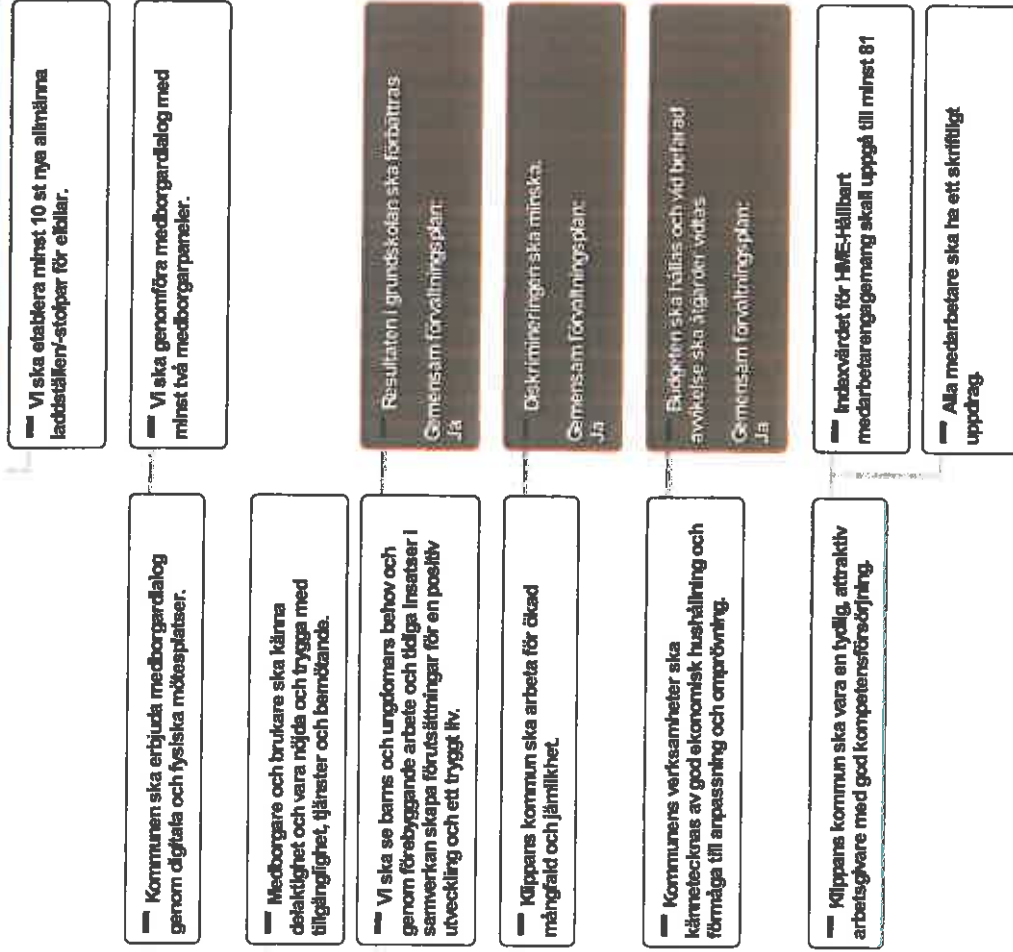 Vi ska etablera minst 10 st nya allmänna
laddställen/-stolpar för elbilar.
Kommunen ska erbjuda medborgardialog
genom digitala och fysiska mötesplatser.
Vi ska genomföra medborgardialog med
minst två medborgarpaneler.
Medborgare och brukare ska känna
delaktighet och vara nöjda och trygga med
tillgänglighet, tjänster och bemötande.
Vi ska se barns och ungdomars behov och
genom förebyggande arbete och tidiga insatser i
samverkan skapa förutsättningar för en positiv
utveckling och ett tryggt liv.
Resultaten i grundskolan ska förbättras
Gemensam förvaltningsplan:
Ja
Klippans kommun ska arbeta för ökad
mångfald och jämlikhet.
Diskrimineringen ska minska.
Gemensam förvaltningsplan:
Ja
Kommunens verksamheter ska
kännetecknas av god ekonomisk hushållning och
förmåga till anpassning och omprövning.
Budgeten ska hållas och vid befarad
avvikelse ska åtgärder vidtas
Gemensam förvaltningsplan:
Ja
Klippans kommun ska vara en tydlig, attraktiv
arbetsgivare med god kompetensförsörjning.
Indexvärdet för HME-Hållbart
medarbetarengagemang skall uppgå till minst 81
Alla medarbetare ska ha ett skriftligt
uppdrag.